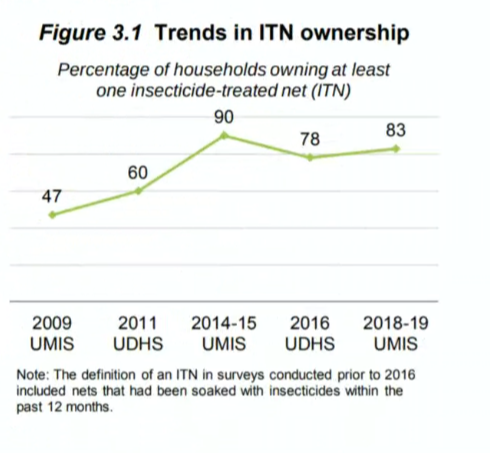 Figure 3.1 Trends in ITN ownership
Percentage of households owning at least
one insecticide-treated net (ITN)
90
78
83
60
47
2009
UMIS
2011
UDHS
2014-15
UMIS
2016
UDHS
2018-19
UMIS
Note: The definition of an ITN in surveys conducted prior to 2016
included nets that had been soaked with insecticides within the
past 12 months.